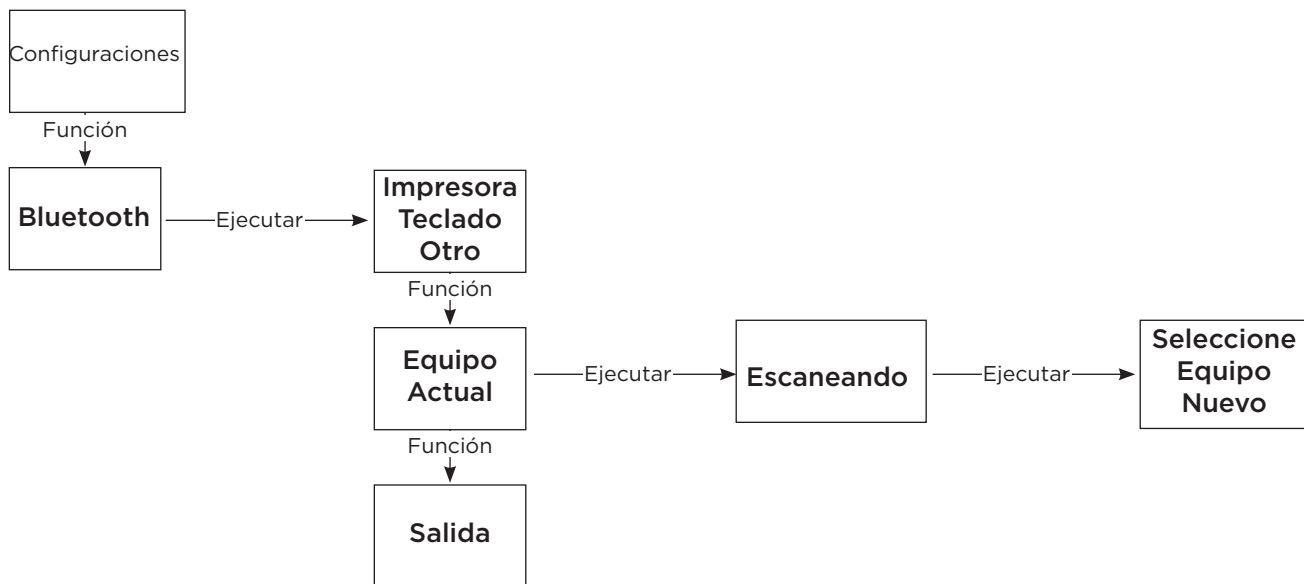 Configuraciones
Función
Bluetooth
Ejecutar
Impresora
Teclado
Otro
Función
Equipo
Actual
Ejecutar
Escaneando
Ejecutar
Seleccione
Equipo
Nuevo
Función
Salida